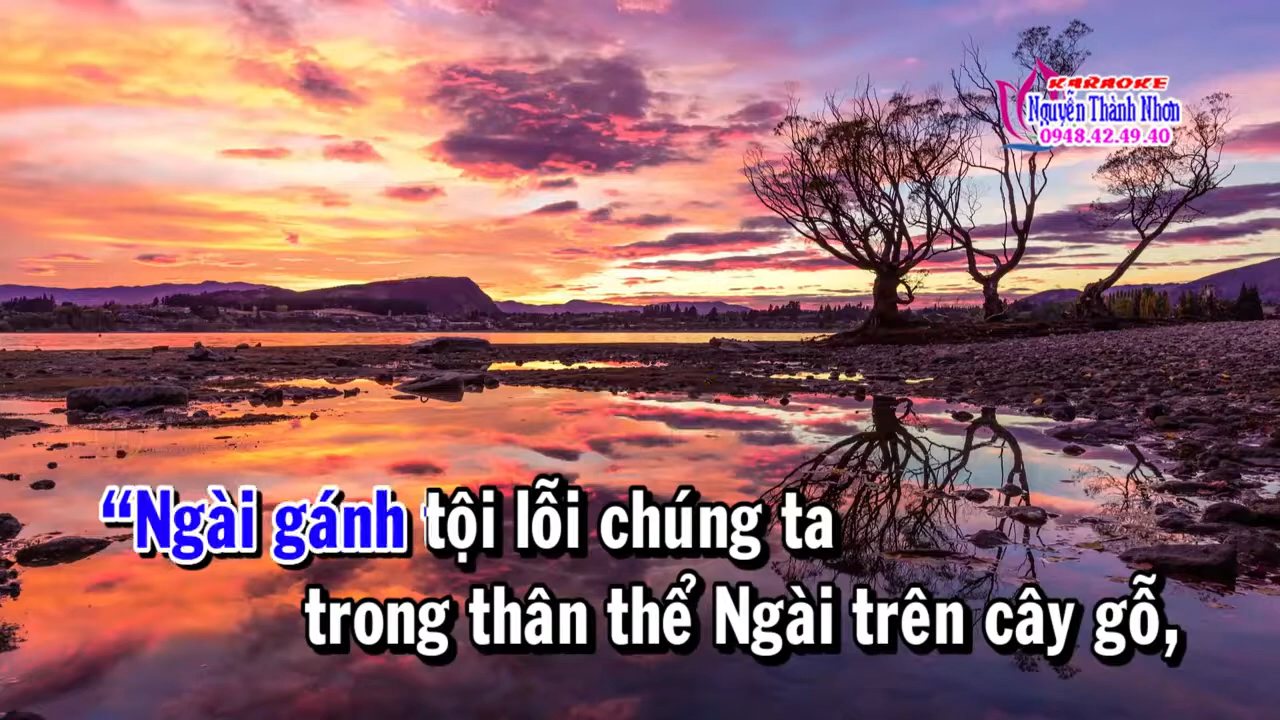 KARAOKE
Nguyễn Thành Nhơn
0948.42.49.40
“Ngài gánh tội lỗi chúng ta
trong thân thể Ngài trên cây gỗ,